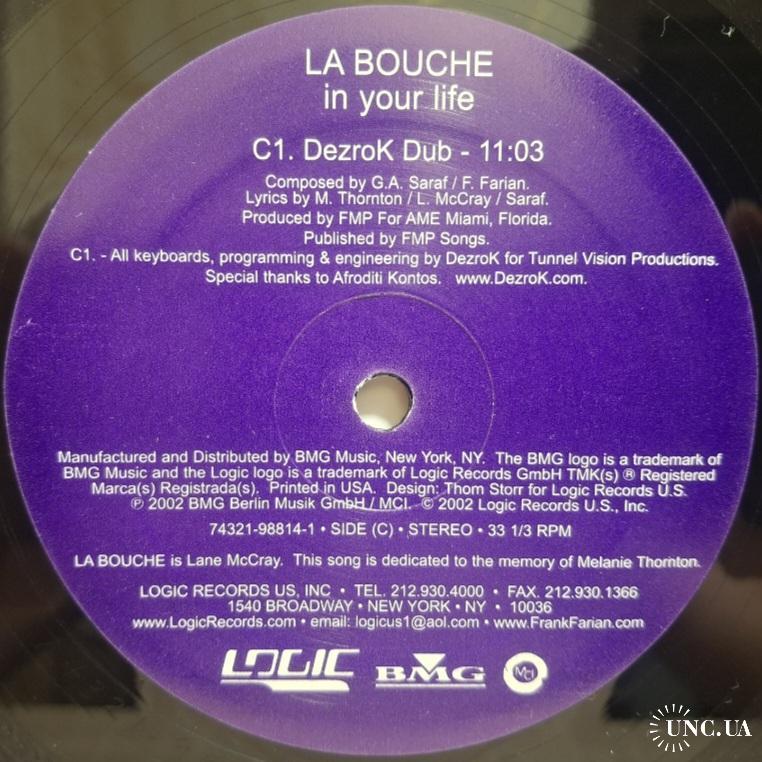 LA BOUCHE
in your life
C1. DezroK Dub - 11:03
Composed by G.A. Saraf / F. Farian.
Lyrics by M. Thornton / L. McCray / Saraf.
Produced by FMP For AME Miami, Florida.
Published by FMP Songs.
C1. - All keyboards, programming & engineering by DezroK for Tunnel Vision Productions.
Special thanks to Afroditi Kontos. www.DezroK.com.
Manufactured and Distributed by BMG Music, New York, NY. The BMG logo is a trademark of
BMG Music and the Logic logo is a trademark of Logic Records GmbH TMK(s) ® Registered
Marca(s) Registrada(s). Printed in USA. Design: Thom Storr for Logic Records U.S.
℗ 2002 BMG Berlin Musik GmbH / MCI. © 2002 Logic Records U.S., Inc.
74321-98814-1 • SIDE (C) • STEREO • 33 1/3 RPM
LA BOUCHE is Lane McCray. This song is dedicated to the memory of Melanie Thornton.
LOGIC RECORDS US, INC • TEL. 212.930.4000 • FAX. 212.930.1366
1540 BROADWAY • NEW YORK • NY • 10036
www.LogicRecords.com • email: logicus1@aol.com • www.FrankFarian.com
LOGIC BMG MCI
UNC.UA